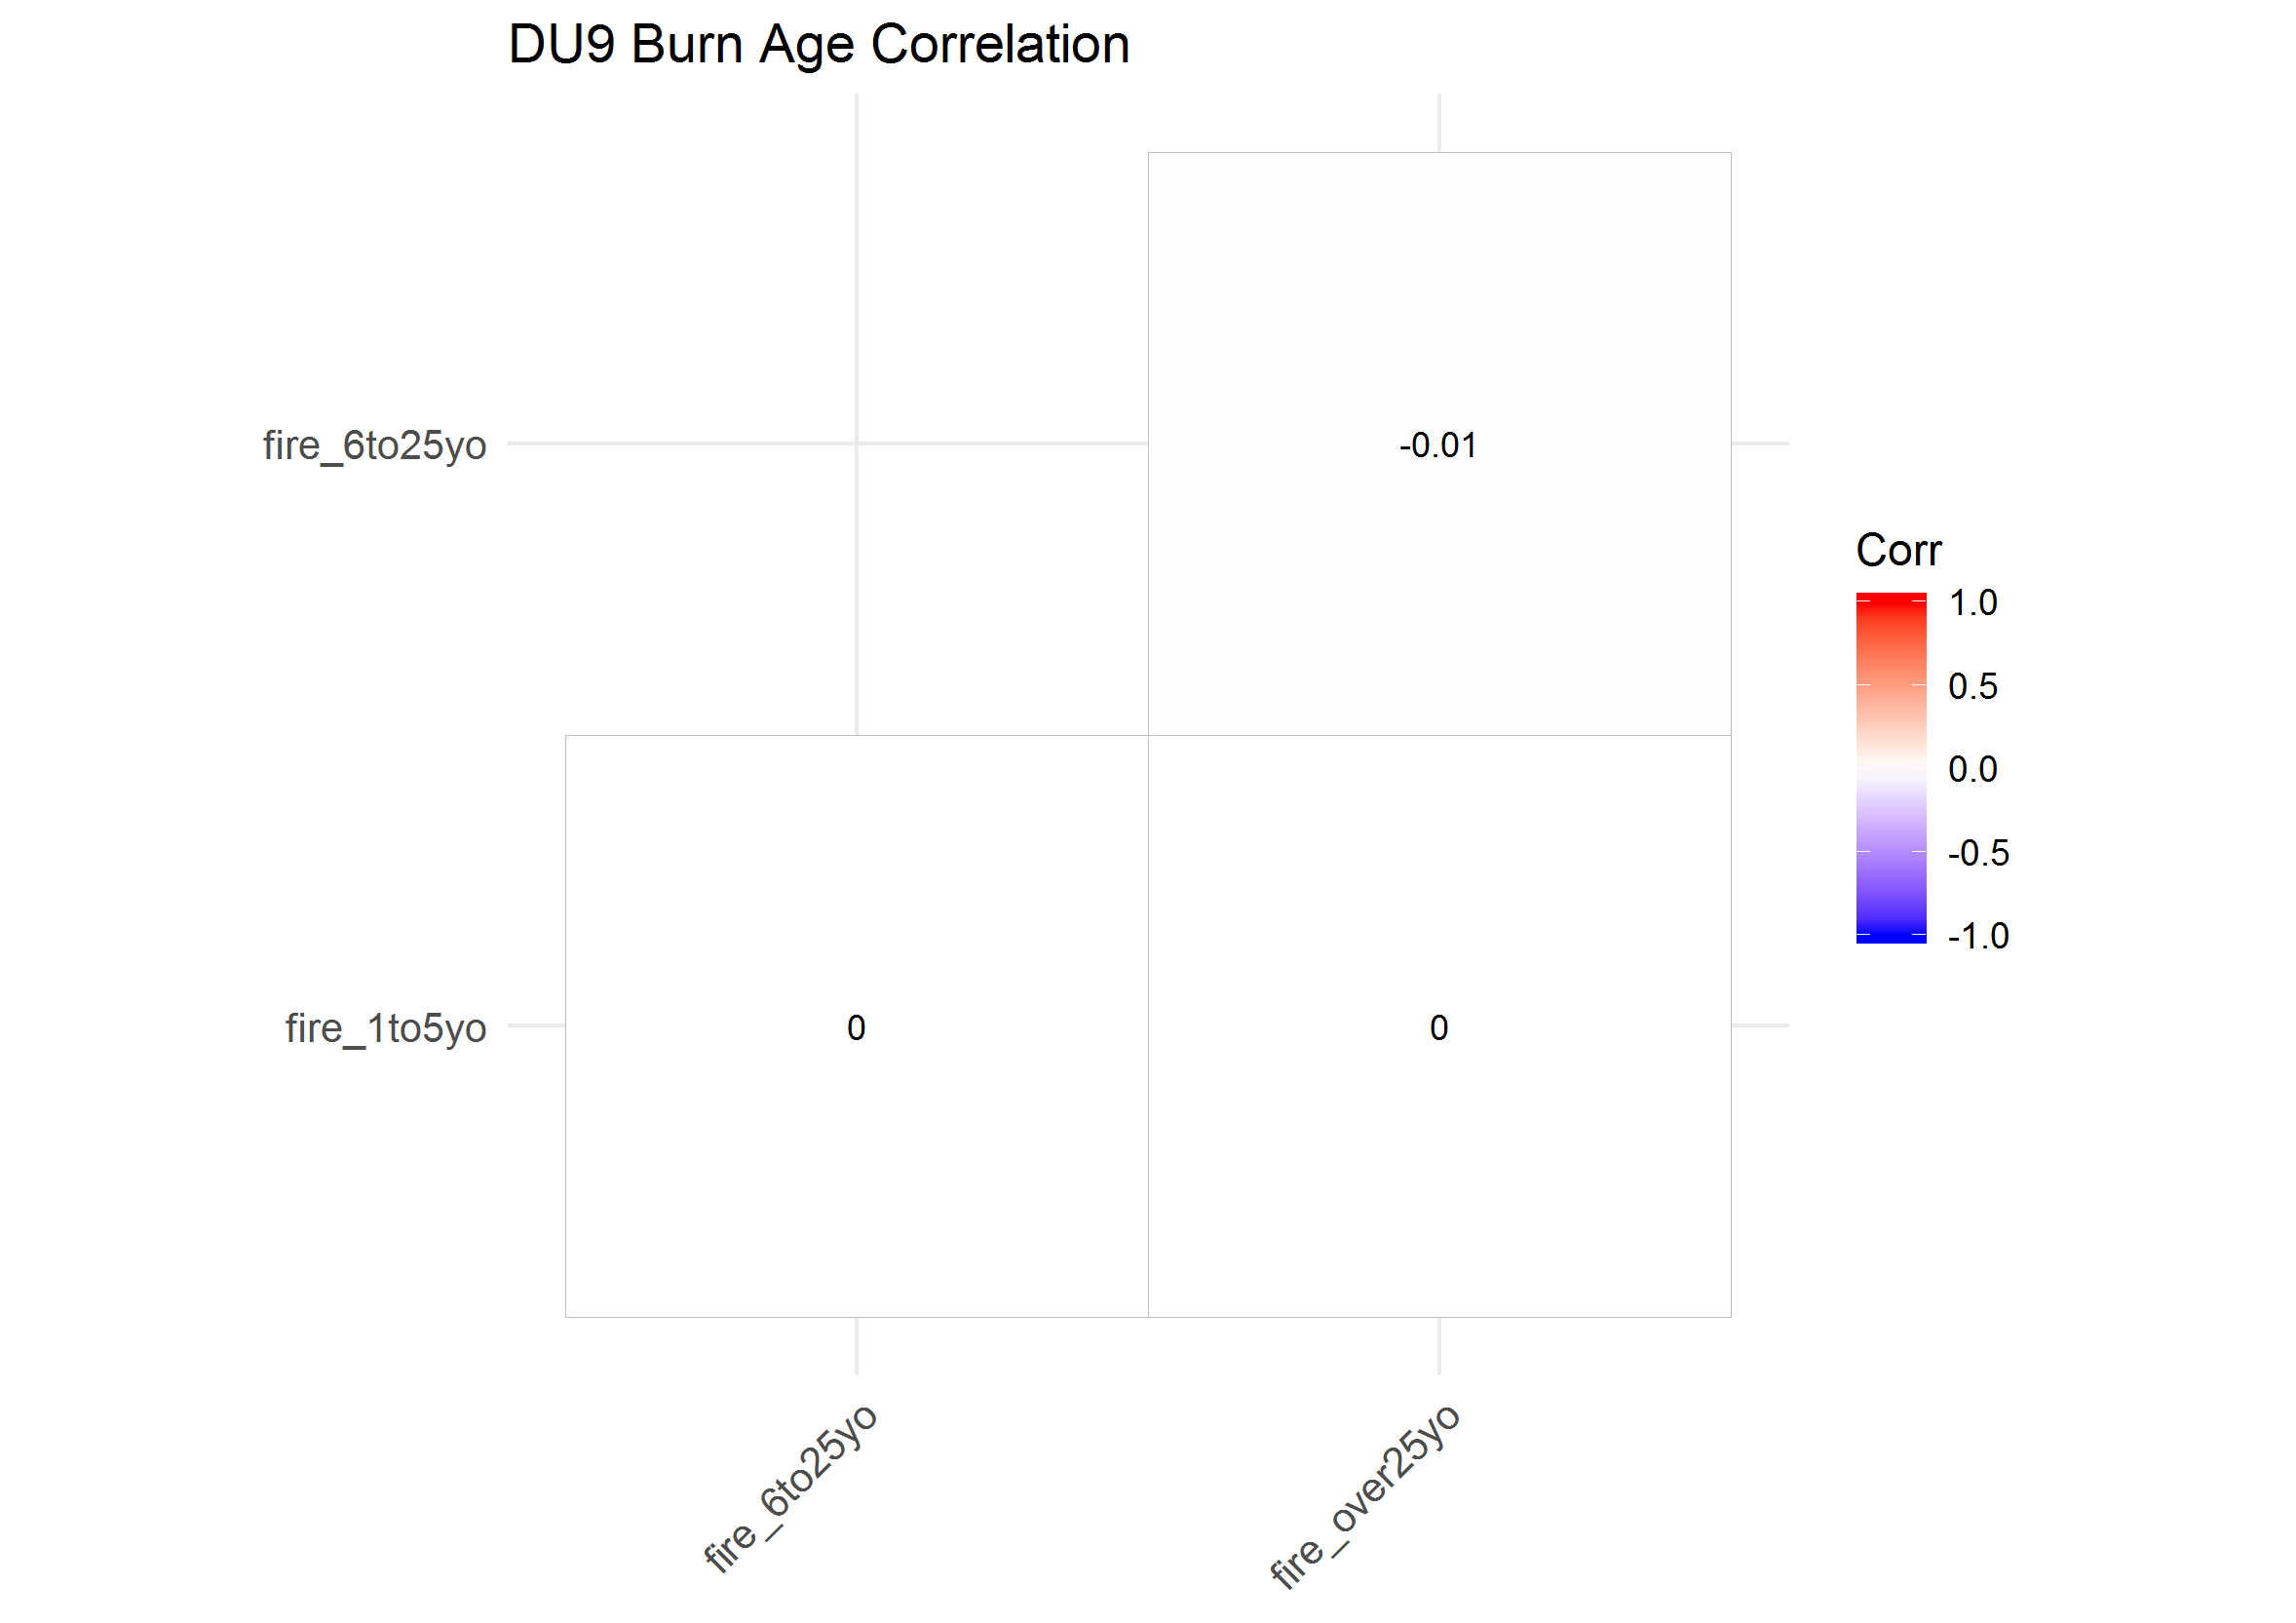 DU9 Burn Age Correlation
fire_6to25yo
-0.01
fire_1to5yo
0
0
fire_6to25yo
fire_over25yo
Corr
1.0
0.5
0.0
-0.5
-1.0